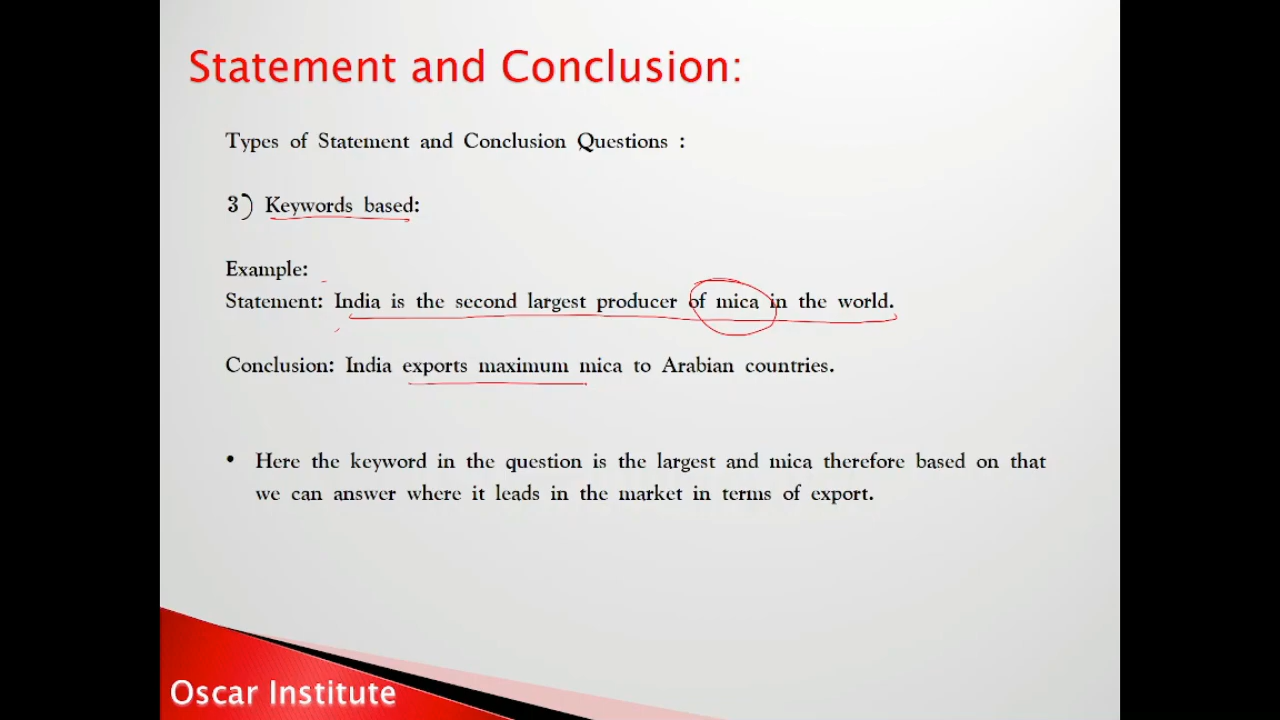 Statement and Conclusion:
Types of Statement and Conclusion Questions :
3) Keywords based:
Example:
Statement: India is the second largest producer of mica in the world.
Conclusion: India exports maximum mica to Arabian countries.
• Here the keyword in the question is the largest and mica therefore based on that
we can answer where it leads in the market in terms of export.
Oscar Institute